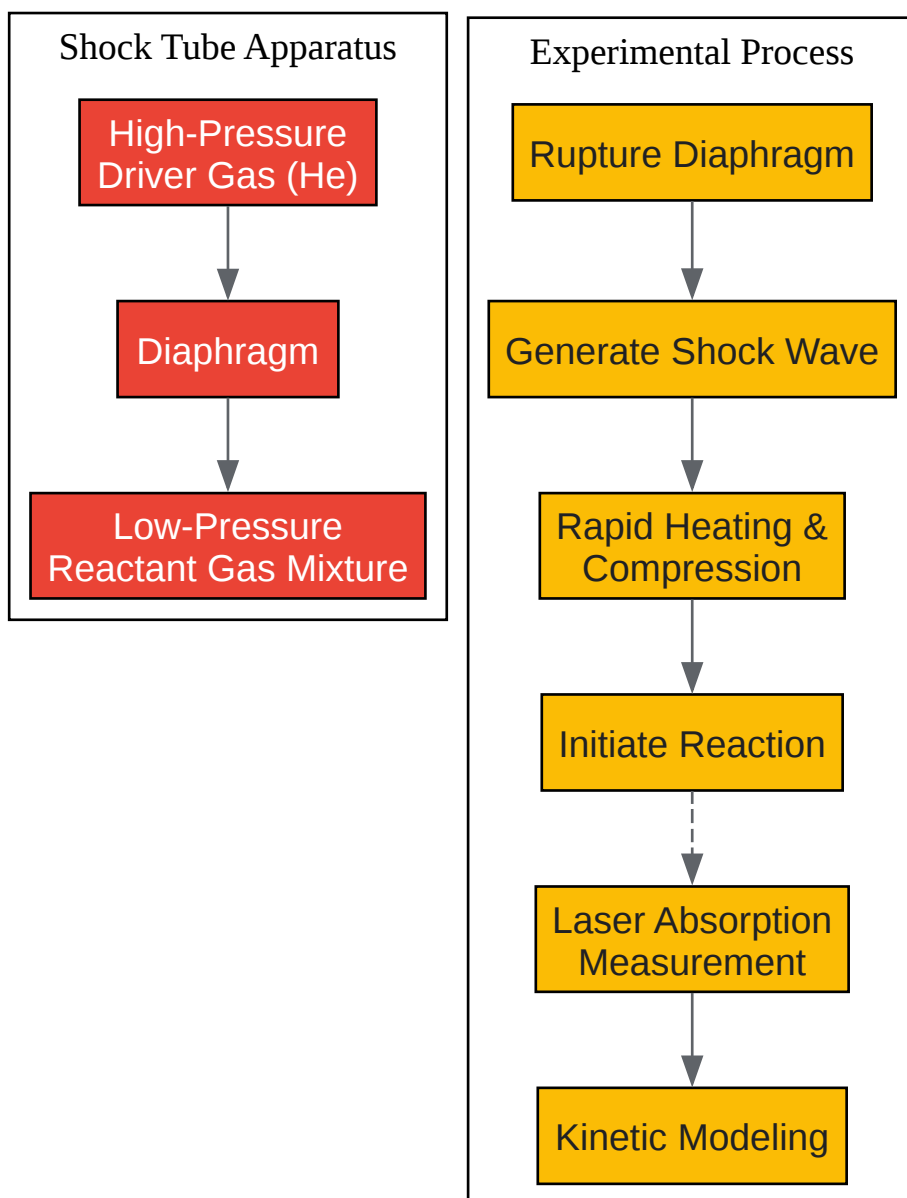 Shock Tube Apparatus
High-Pressure
Driver Gas (He)
Diaphragm
Low-Pressure
Reactant Gas Mixture
Experimental Process
Rupture Diaphragm
Generate Shock Wave
Rapid Heating &
Compression
Initiate Reaction
Laser Absorption
Measurement
Kinetic Modeling